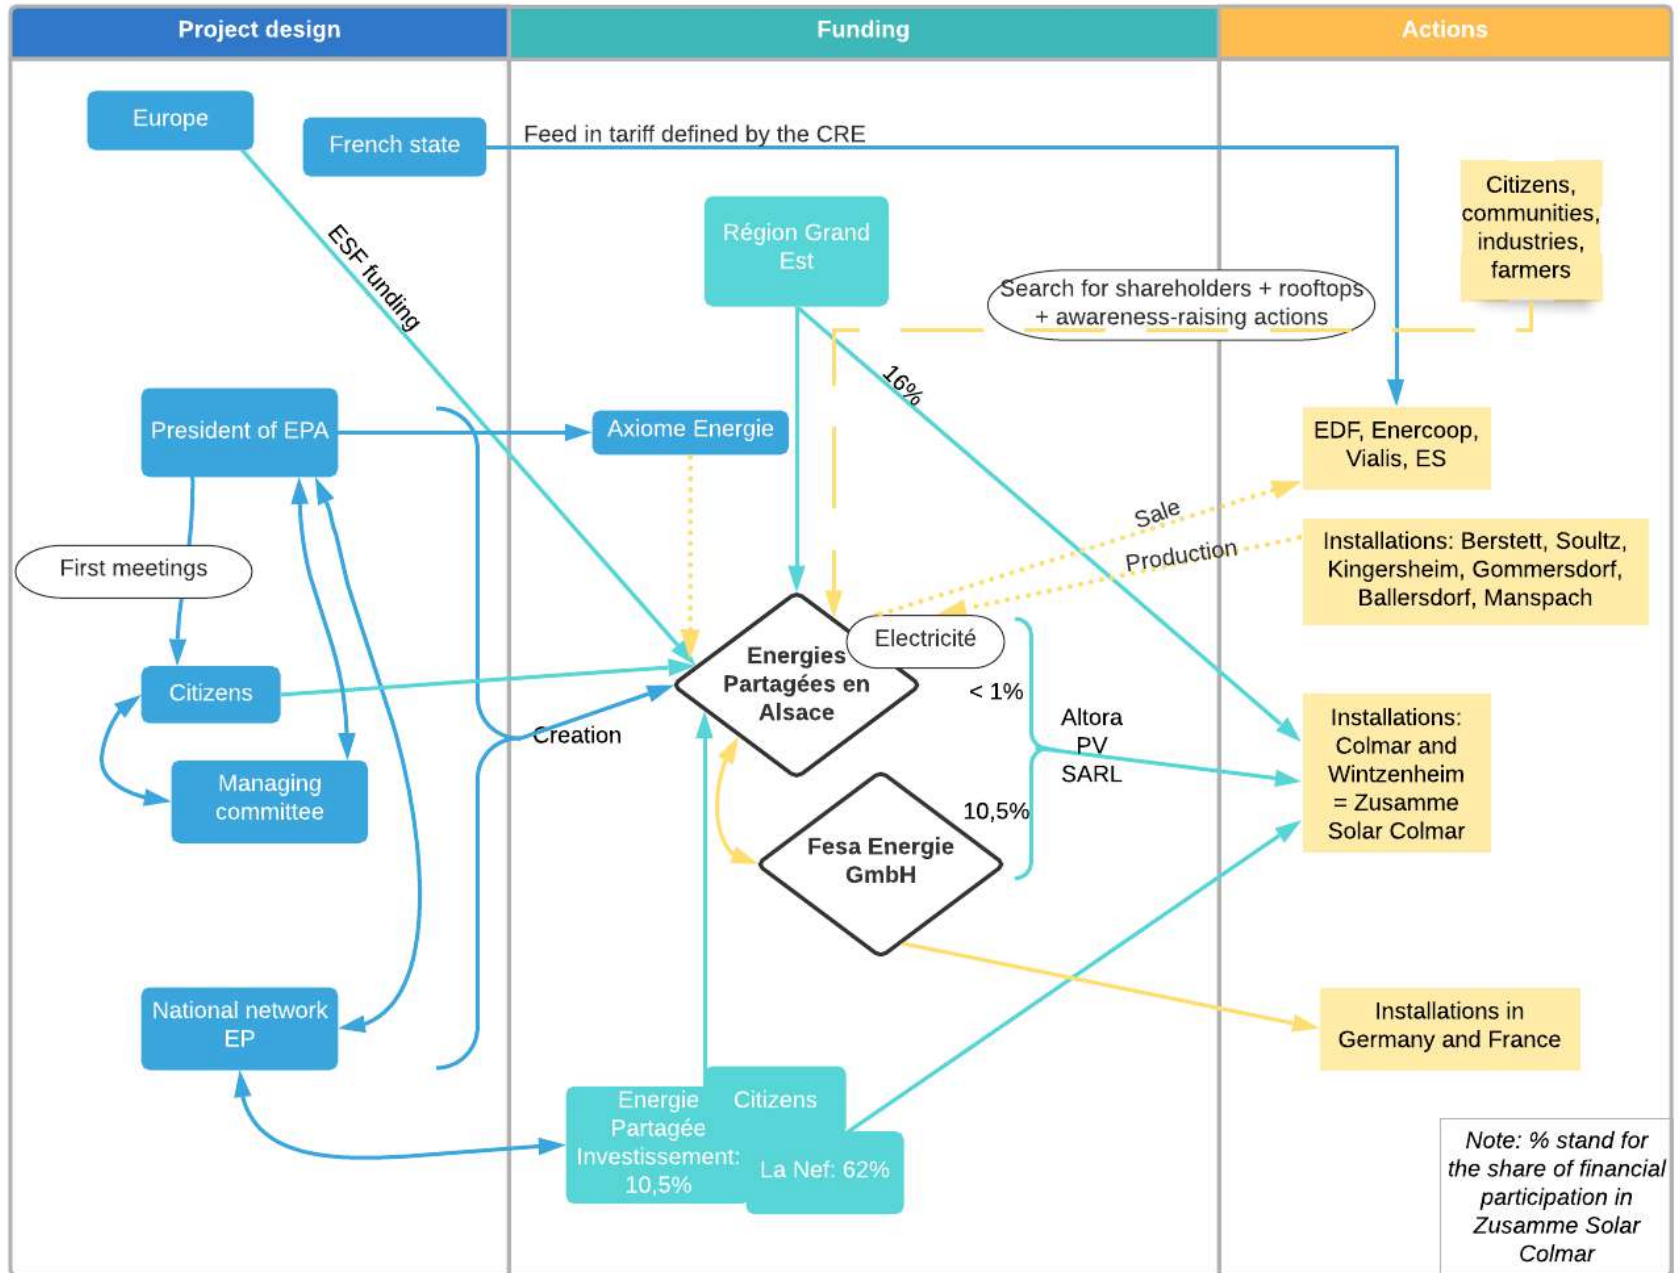 Project design
Funding
Actions
Europe
French state
Feed in tariff defined by the CRE
Citizens,
communities,
industries,
farmers
ESF funding
Région Grand
Est
Search for shareholders + rooftops
+ awareness-raising actions
16%
President of EPA
Axiome Energie
EDF, Enercoop,
Vialis, ES
Sale
Production
Installations: Berstett, Soultz,
Kingersheim, Gommersdorf,
Ballersdorf, Manspach
First meetings
Electricité
Energies
Partagées en
Alsace
Citizens
< 1%
Creation
Altora
PV
SARL
Installations:
Colmar and
Wintzenheim
= Zusamme
Solar Colmar
Managing
committee
10,5%
Fesa Energie
GmbH
National network
EP
Installations in
Germany and France
Energie
Partagée
Investissement:
10,5%
Citizens
La Nef: 62%
Note: % stand for
the share of financial
participation in
Zusamme Solar
Colmar